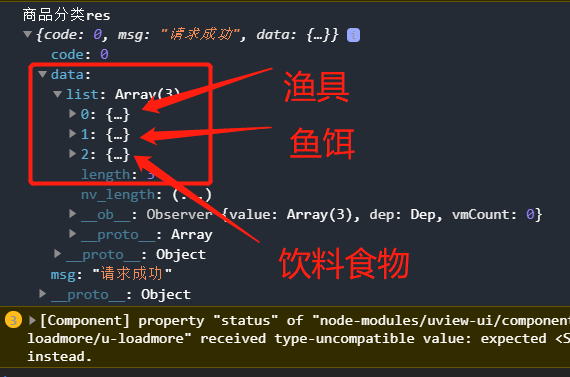 商品分类res
{code: 0, msg: "请求成功", data: {…}} i
code: 0
data:
list: Array(3)
0: {…}
渔具
1: {…}
鱼饵
2: {…}
length: 3
nv_length: (...)
__ob__: Observer {value: Array(3), dep: Dep, vmCount: 0}
__proto__: Array
__proto__: Object
饮料食物
msg: "请求成功"
__proto__: Object
3 [Component] property "status" of "node-modules/uview-ui/component
loadmore/u-loadmore" received type-uncompatible value: expected <S
instead.